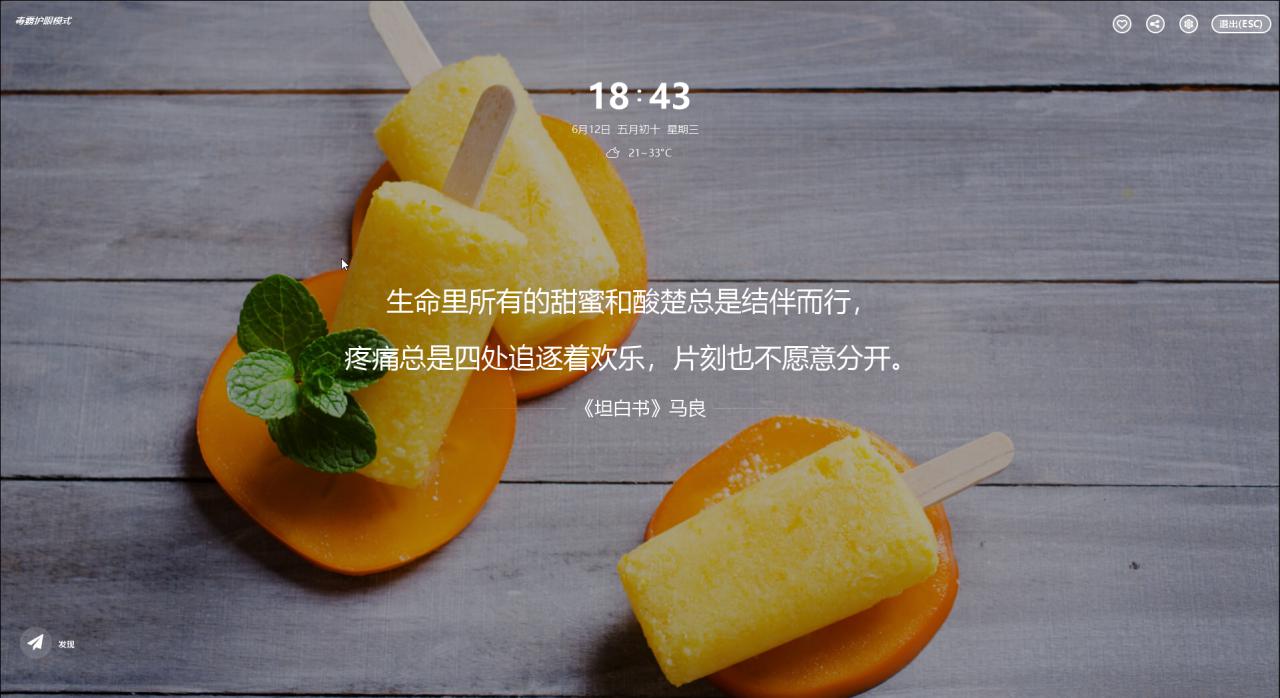 毒霸护眼模式
退出(ESC)
18:43
6月12日 五月初十 星期三
21~33°C
生命里所有的甜蜜和酸楚总是结伴而行，
疼痛总是四处追逐着欢乐，片刻也不愿意分开。
《坦白书》马良
发现